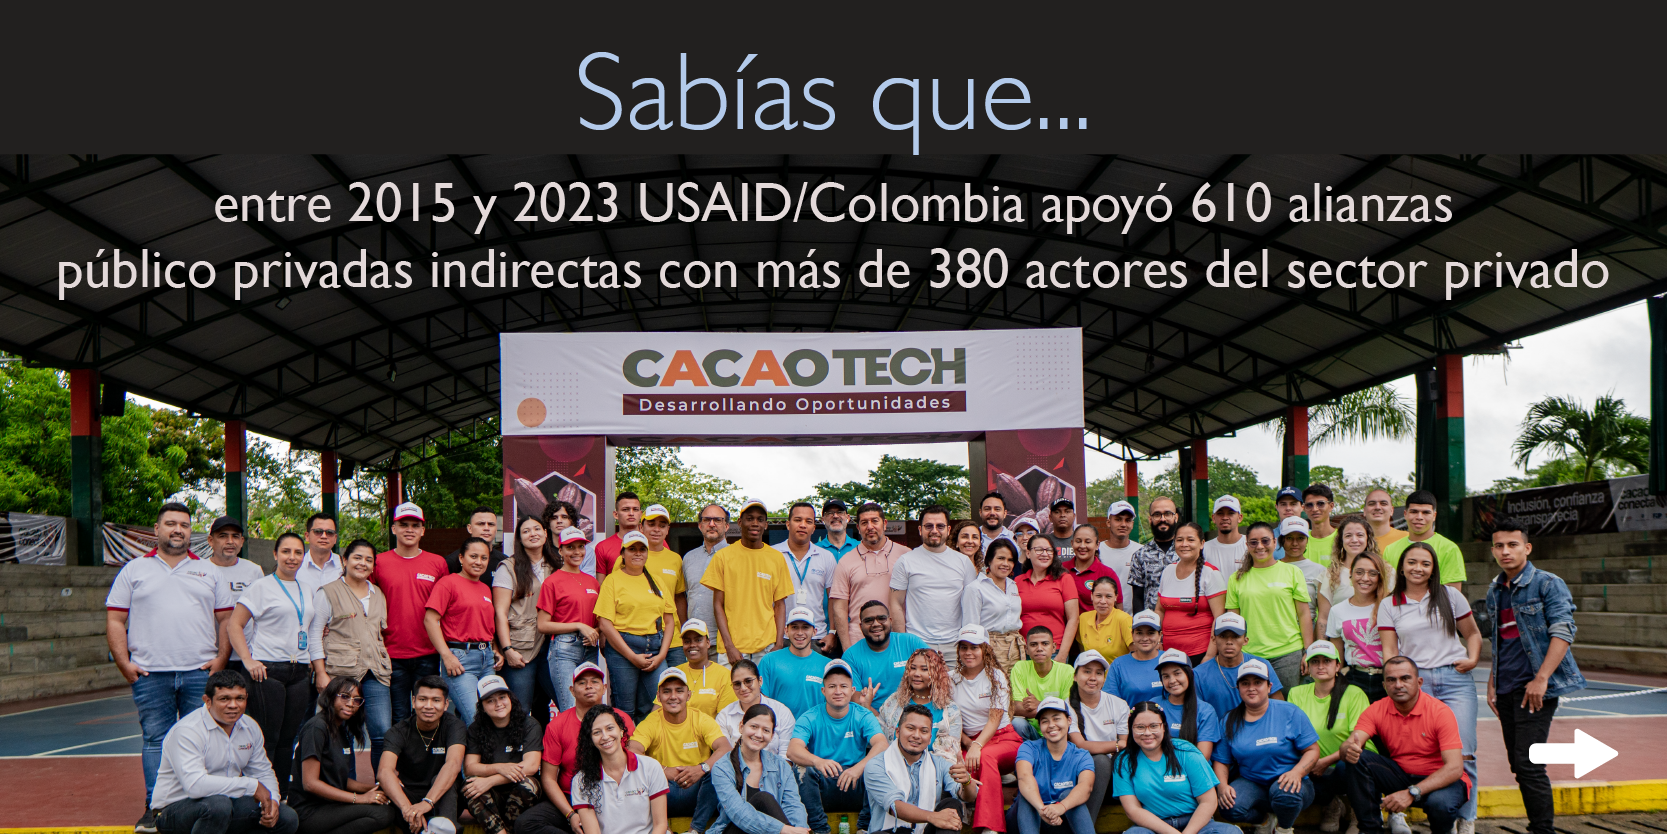 Sabías que...
entre 2015 y 2023 USAID/Colombia apoyó 610 alianzas
público privadas indirectas con más de 380 actores del sector privado
CACAOTECH
Desarrollando Oportunidades
Inclusión, confianza
transparencia